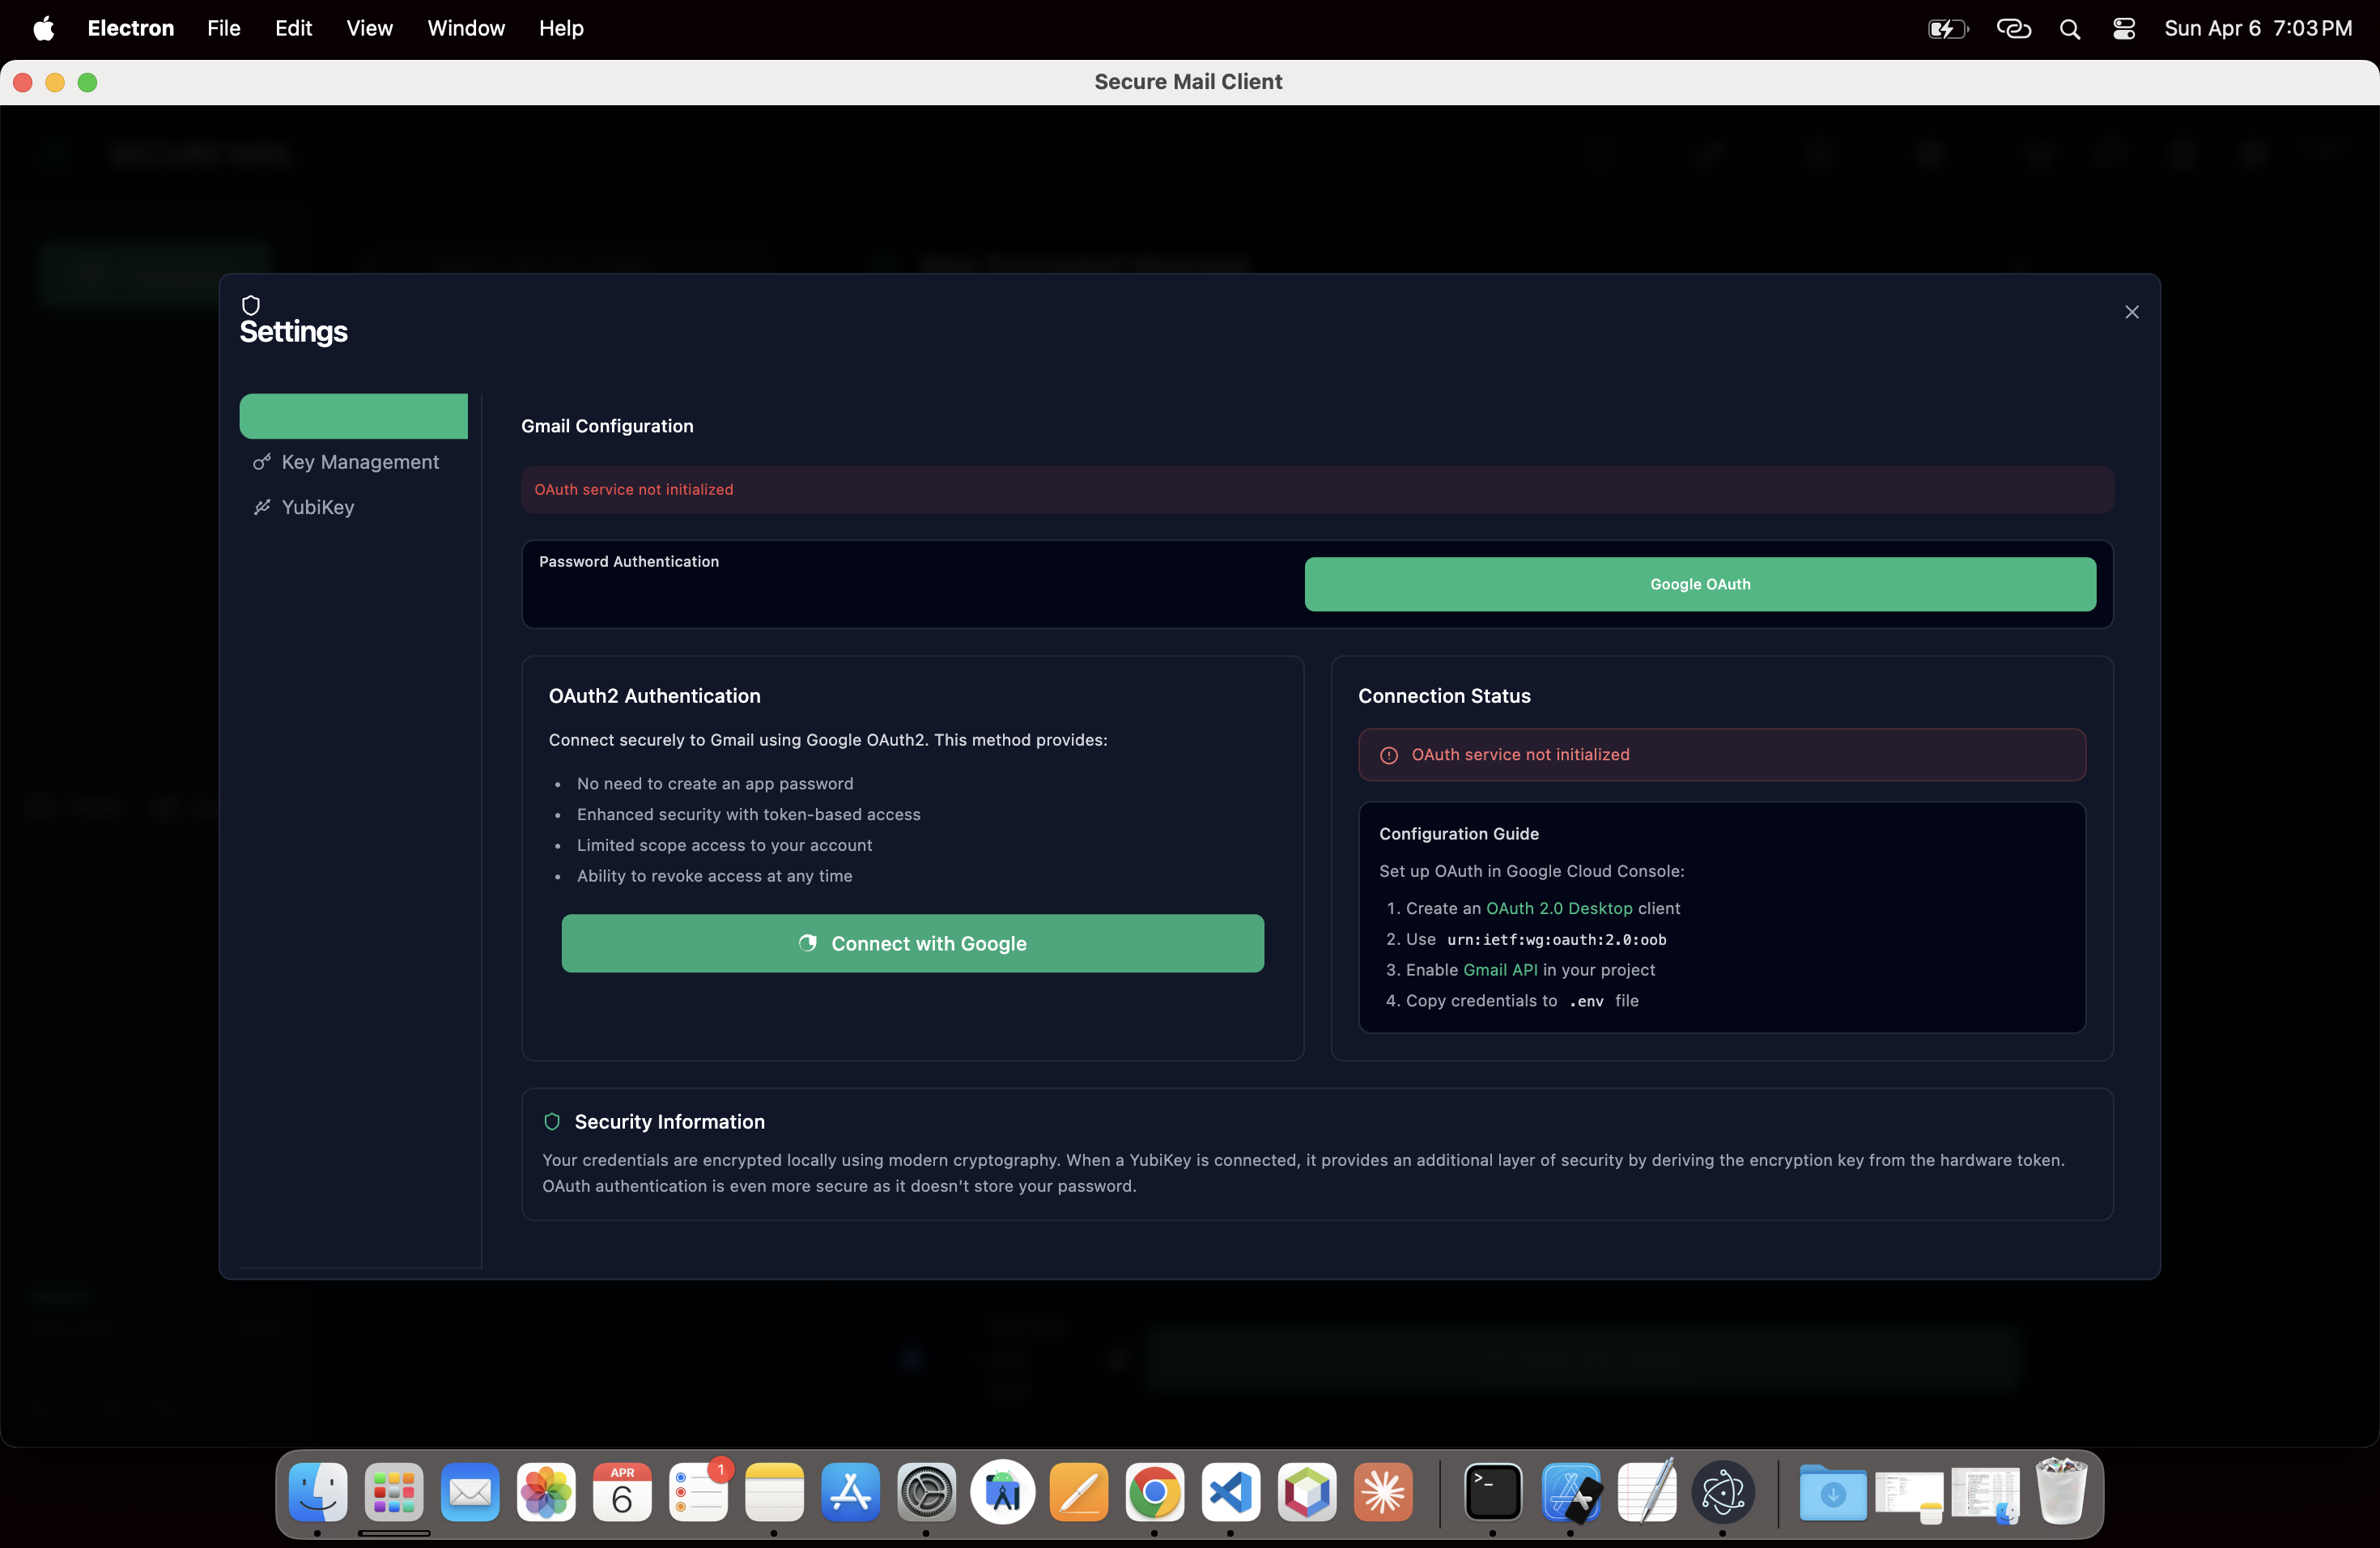 Electron File Edit View Window Help
Sun Apr 6 7:03 PM
Secure Mail Client
SECURE MAIL
New Encrypted Message
Settings
Key Management
YubiKey
Gmail Configuration
OAuth service not initialized
Password Authentication
Google OAuth
OAuth2 Authentication
Connect securely to Gmail using Google OAuth2. This method provides:
• No need to create an app password
• Enhanced security with token-based access
• Limited scope access to your account
• Ability to revoke access at any time
Connect with Google
Connection Status
OAuth service not initialized
Configuration Guide
Set up OAuth in Google Cloud Console:
1. Create an OAuth 2.0 Desktop client
2. Use urn:ietf:wg:oauth:2.0:oob
3. Enable Gmail API in your project
4. Copy credentials to .env file
Security Information
Your credentials are encrypted locally using modern cryptography. When a YubiKey is connected, it provides an additional layer of security by deriving the encryption key from the hardware token.
OAuth authentication is even more secure as it doesn't store your password.
APR
6
1
>_